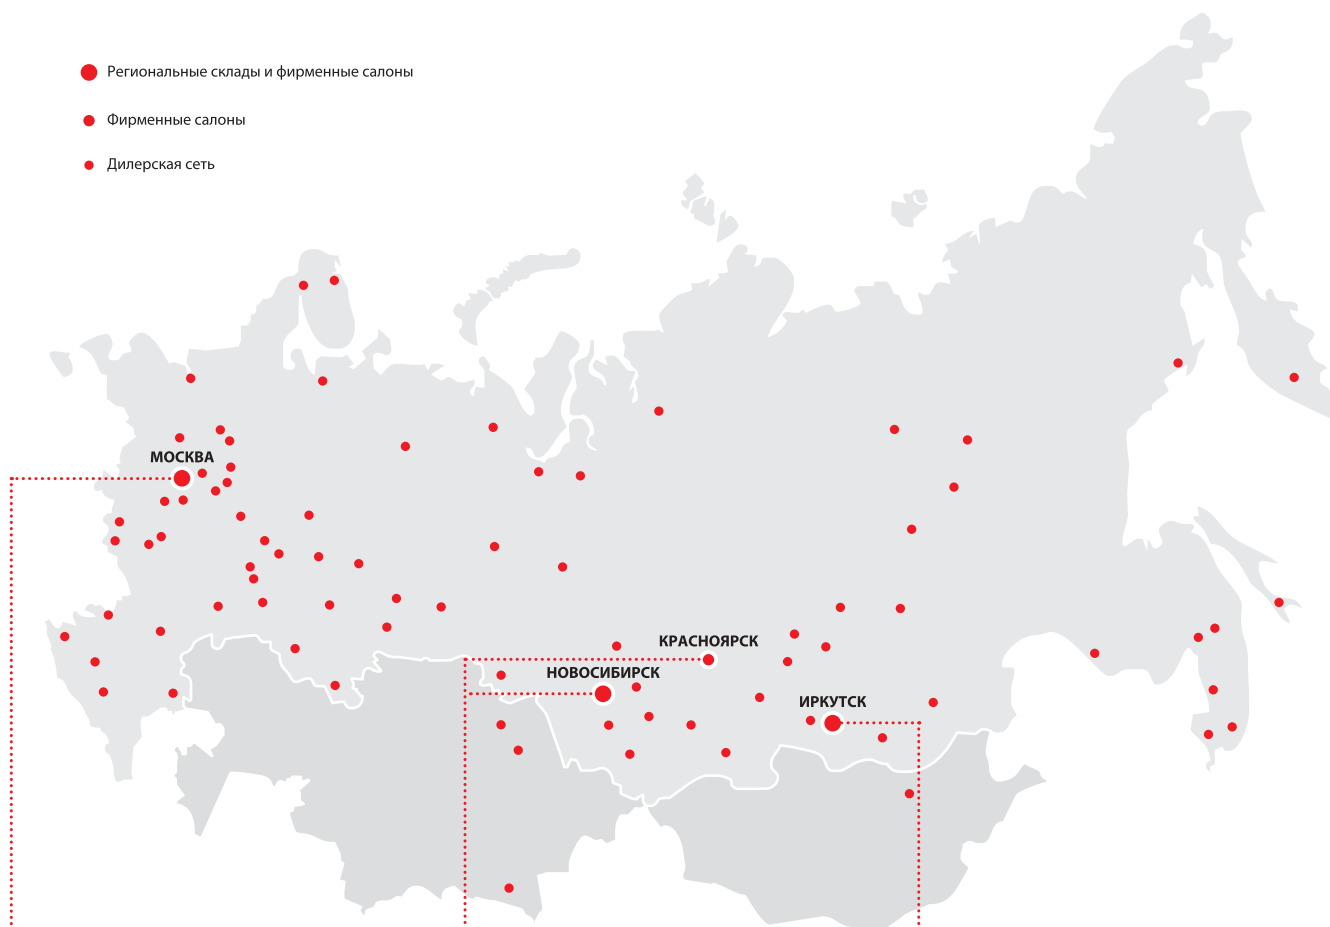 Региональные склады и фирменные салоны
Фирменные салоны
Дилерская сеть
МОСКВА
КРАСНОЯРСК
НОВОСИБИРСК
ИРКУТСК